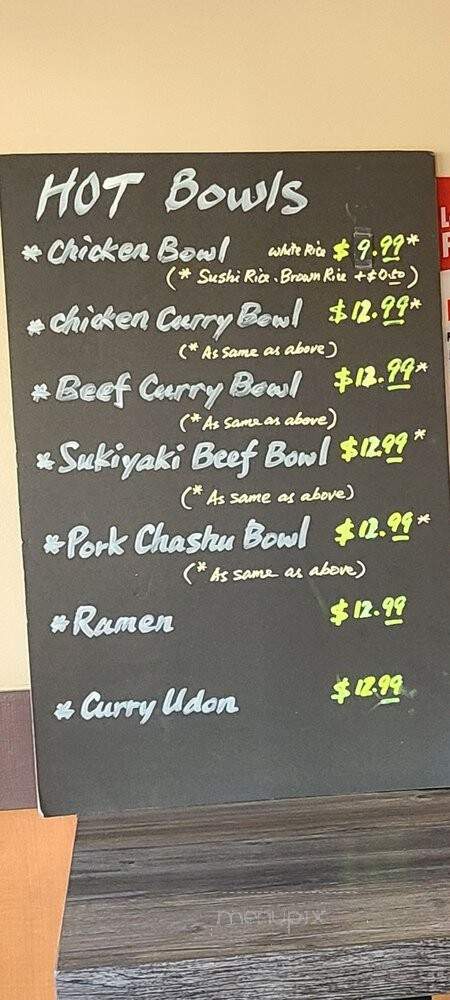 HOT Bowls
* Chicken Bowl White Rice $ 9.99*
(* Sushi Rice . Brown Rice +$0.50)
* chicken Curry Bowl $12.99*
(* As same as above)
* Beef Curry Bowl $12.99*
(* As same as above)
* Sukiyaki Beef Bowl $12.99*
(* As same as above)
* Pork Chashu Bowl $12.99*
(* As same as above)
* Ramen $12.99
* Curry Udon $12.99
menupix